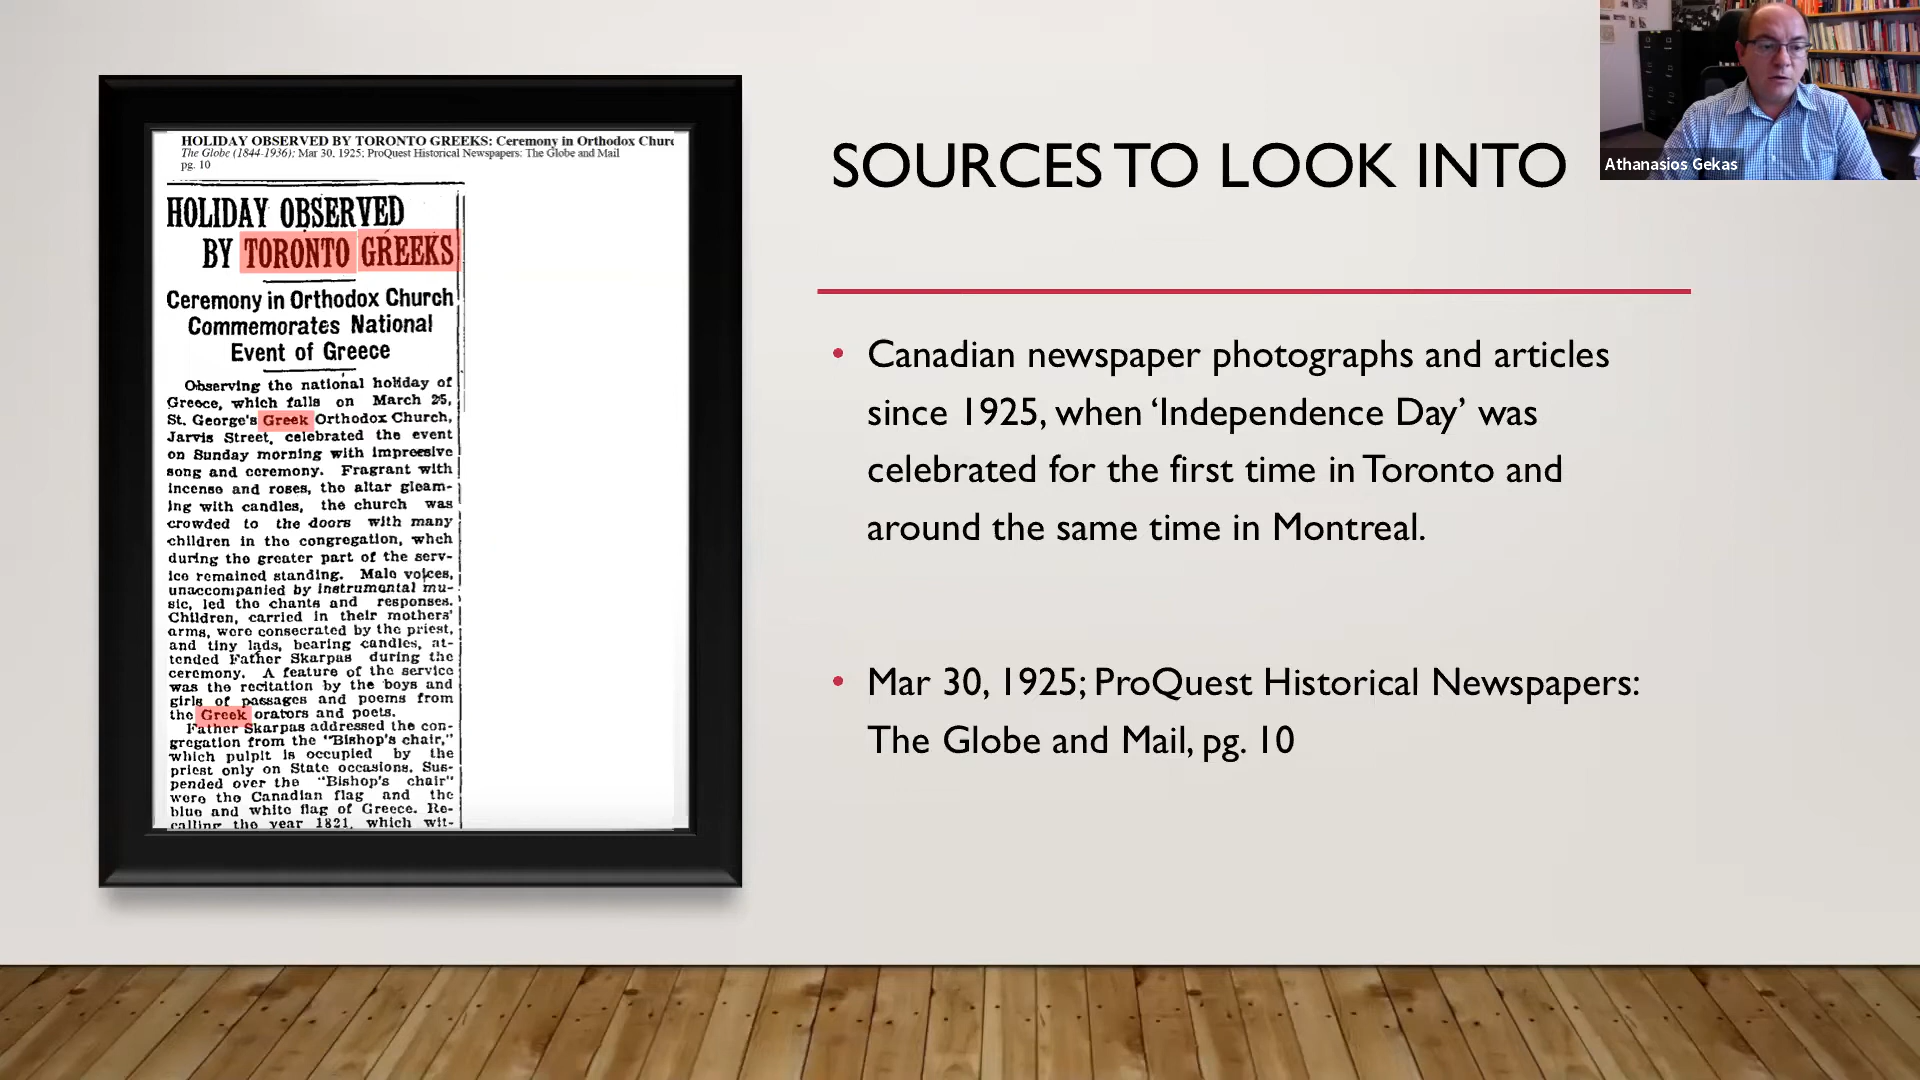 HOLIDAY OBSERVED BY TORONTO GREEKS: Ceremony in Orthodox Churc
The Globe (1844-1936); Mar 30, 1925; ProQuest Historical Newspapers: The Globe and Mail
pg. 10
HOLIDAY OBSERVED
BY TORONTO GREEKS
Ceremony in Orthodox Church
Commemorates National
Event of Greece
Observing the national holiday of
Greece, which falls on March 25,
St. George's Greek Orthodox Church,
Jarvis Street, celebrated the event
on Sunday morning with impressive
song and ceremony. Fragrant with
incense and roses, the altar gleam-
ing with candles, the church was
crowded to the doors with many
children in the congregation, whch
during the greater part of the serv-
ice remained standing. Male voices,
unaccompanied by instrumental mu-
sic, led the chants and responses.
Children, carried in their mothers'
arms, were consecrated by the priest,
and tiny lads, bearing candles, at-
tended Father Skarpas during the
ceremony. A feature of the service
was the recitation by the boys and
girls of passages and poems from
the Greek orators and poets.
Father Skarpas addressed the con-
gregation from the "Bishop's chair,"
which pulpit is occupied by the
priest only on State occasions. Sus-
pended over the "Bishop's chair"
were the Canadian flag and the
blue and white flag of Greece. Re-
calling the year 1821, which wit-
SOURCES TO LOOK INTO
• Canadian newspaper photographs and articles
since 1925, when ‘Independence Day’ was
celebrated for the first time in Toronto and
around the same time in Montreal.
• Mar 30, 1925; ProQuest Historical Newspapers:
The Globe and Mail, pg. 10
Athanasios Gekas